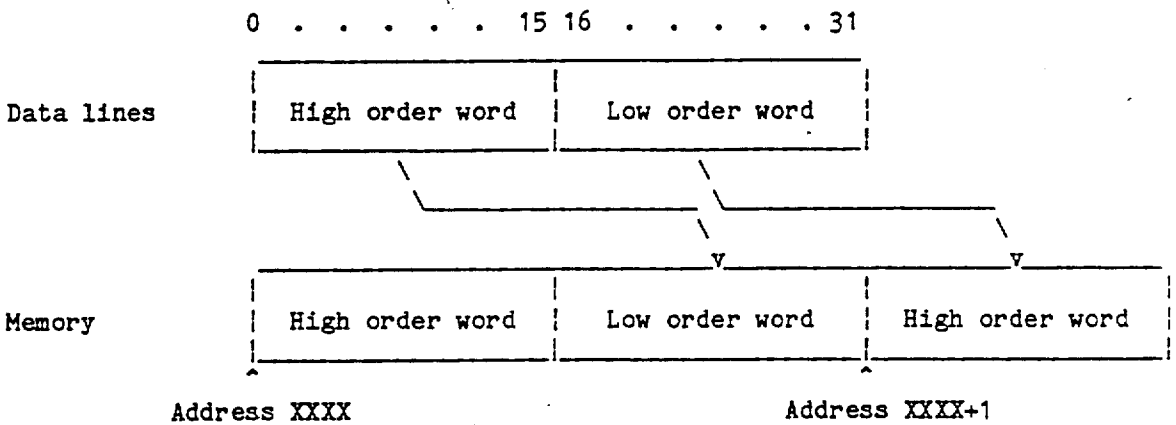 0 . . . . . 15 16 . . . . . 31
Data lines High order word Low order word
v v
Memory High order word Low order word High order word
^ ^
Address XXXX Address XXXX+1